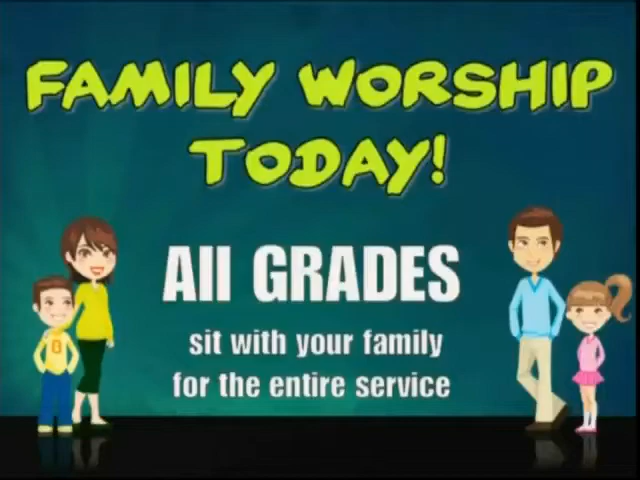 FAMILY WORSHIP
TODAY!
All GRADES
sit with your family
for the entire service